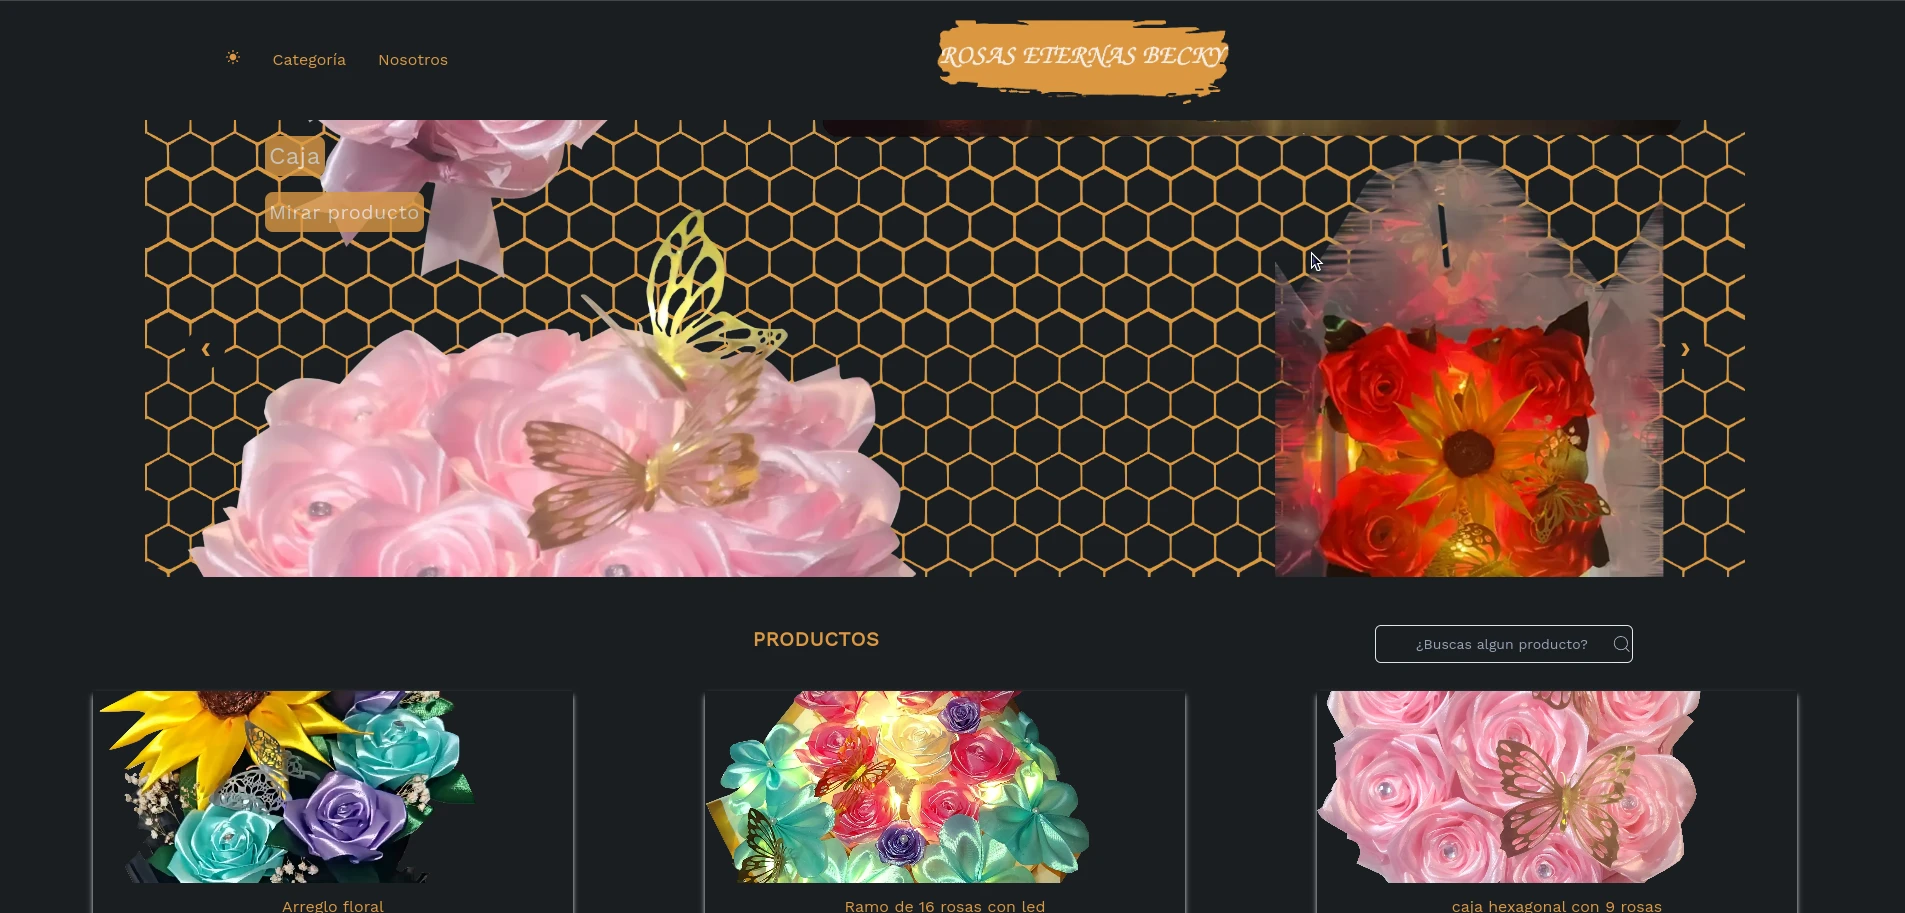 Categoría
Nosotros
ROSAS ETERNAS BECKY
Caja
Mirar producto
‹
›
PRODUCTOS
¿Buscas algun producto?
Arreglo floral
Ramo de 16 rosas con led
caja hexagonal con 9 rosas